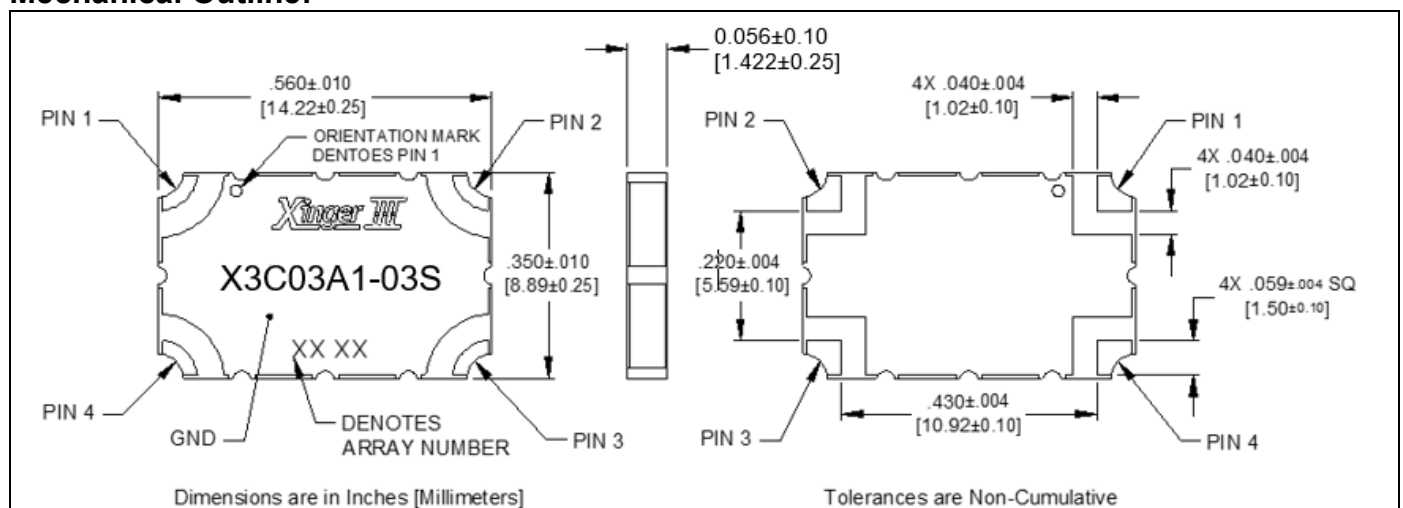 Mechanical Outline:
.560±.010
[14.22±0.25]
0.056±0.10
[1.422±0.25]
4X .040±.004
[1.02±0.10]
PIN 1
ORIENTATION MARK
DENTOES PIN 1
PIN 2
PIN 2
PIN 1
4X .040±.004
[1.02±0.10]
Xinger III
X3C03A1-03S
.350±.010
[8.89±0.25]
.220±.004
[5.59±0.10]
4X .059±.004 SQ
[1.50±0.10]
XX XX
PIN 4
GND
DENOTES
ARRAY NUMBER
PIN 3
PIN 3
.430±.004
[10.92±0.10]
PIN 4
Dimensions are in Inches [Millimeters]
Tolerances are Non-Cumulative